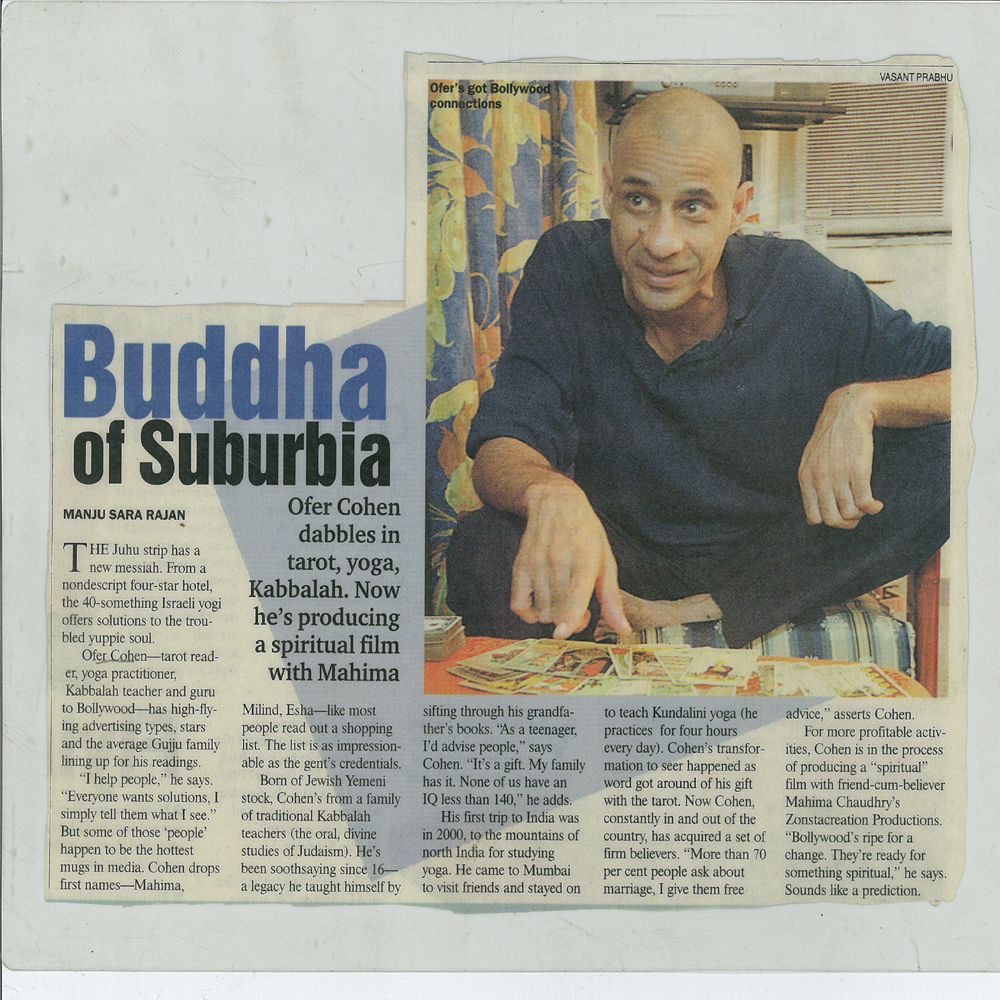 VASANT PRABHU
Ofer's got Bollywood
connections
Buddha
of Suburbia
MANJU SARA RAJAN
Ofer Cohen
dabbles in
tarot, yoga,
Kabbalah. Now
he's producing
a spiritual film
with Mahima
THE Juhu strip has a
new messiah. From a
nondescript four-star hotel,
the 40-something Israeli yogi
offers solutions to the trou-
bled yuppie soul.
Ofer Cohen—tarot read-
er, yoga practitioner,
Kabbalah teacher and guru
to Bollywood—has high-fly-
ing advertising types, stars
and the average Gujju family
lining up for his readings.
"I help people," he says.
"Everyone wants solutions, I
simply tell them what I see."
But some of those 'people'
happen to be the hottest
mugs in media. Cohen drops
first names—Mahima,
Milind, Esha—like most
people read out a shopping
list. The list is as impression-
able as the gent's credentials.
Born of Jewish Yemeni
stock, Cohen's from a family
of traditional Kabbalah
teachers (the oral, divine
studies of Judaism). He's
been soothsaying since 16—
a legacy he taught himself by
sifting through his grandfa-
ther's books. "As a teenager,
I'd advise people," says
Cohen. "It's a gift. My family
has it. None of us have an
IQ less than 140," he adds.
His first trip to India was
in 2000, to the mountains of
north India for studying
yoga. He came to Mumbai
to visit friends and stayed on
to teach Kundalini yoga (he
practices for four hours
every day). Cohen's transfor-
mation to seer happened as
word got around of his gift
with the tarot. Now Cohen,
constantly in and out of the
country, has acquired a set of
firm believers. "More than 70
per cent people ask about
marriage, I give them free
advice," asserts Cohen.
For more profitable activ-
ities, Cohen is in the process
of producing a "spiritual"
film with friend-cum-believer
Mahima Chaudhry's
Zonstacreation Productions.
"Bollywood's ripe for a
change. They're ready for
something spiritual," he says.
Sounds like a prediction.